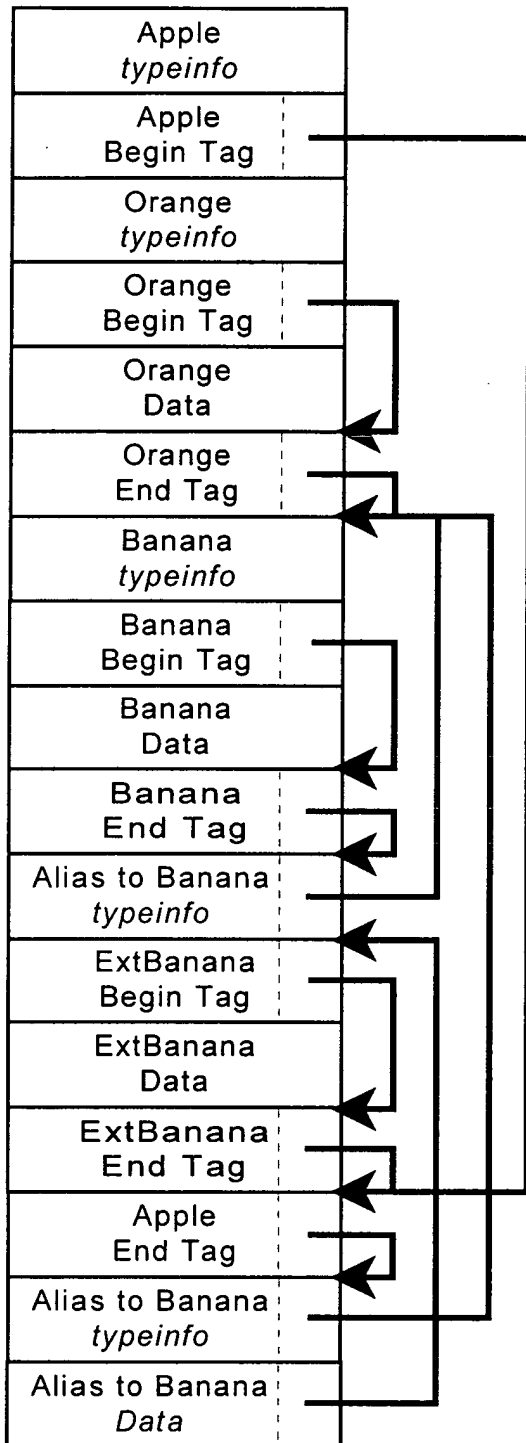 Apple
typeinfo
Apple
Begin Tag
Orange
typeinfo
Orange
Begin Tag
Orange
Data
Orange
End Tag
Banana
typeinfo
Banana
Begin Tag
Banana
Data
Banana
End Tag
Alias to Banana
typeinfo
ExtBanana
Begin Tag
ExtBanana
Data
ExtBanana
End Tag
Apple
End Tag
Alias to Banana
typeinfo
Alias to Banana
Data